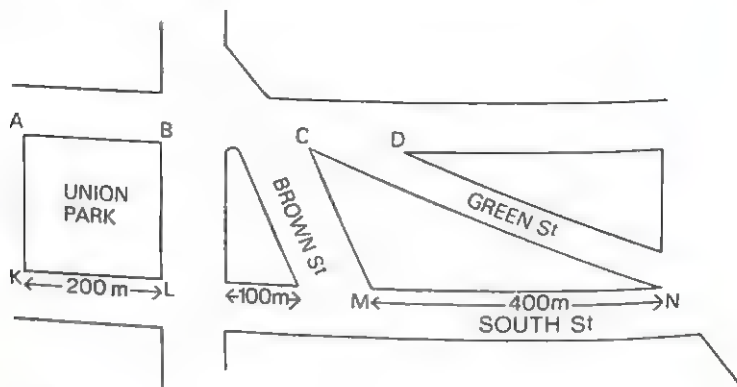 A
B
C
D
UNION
PARK
BROWN St
GREEN St
K
200 m
L
100m
M
400m
N
SOUTH St